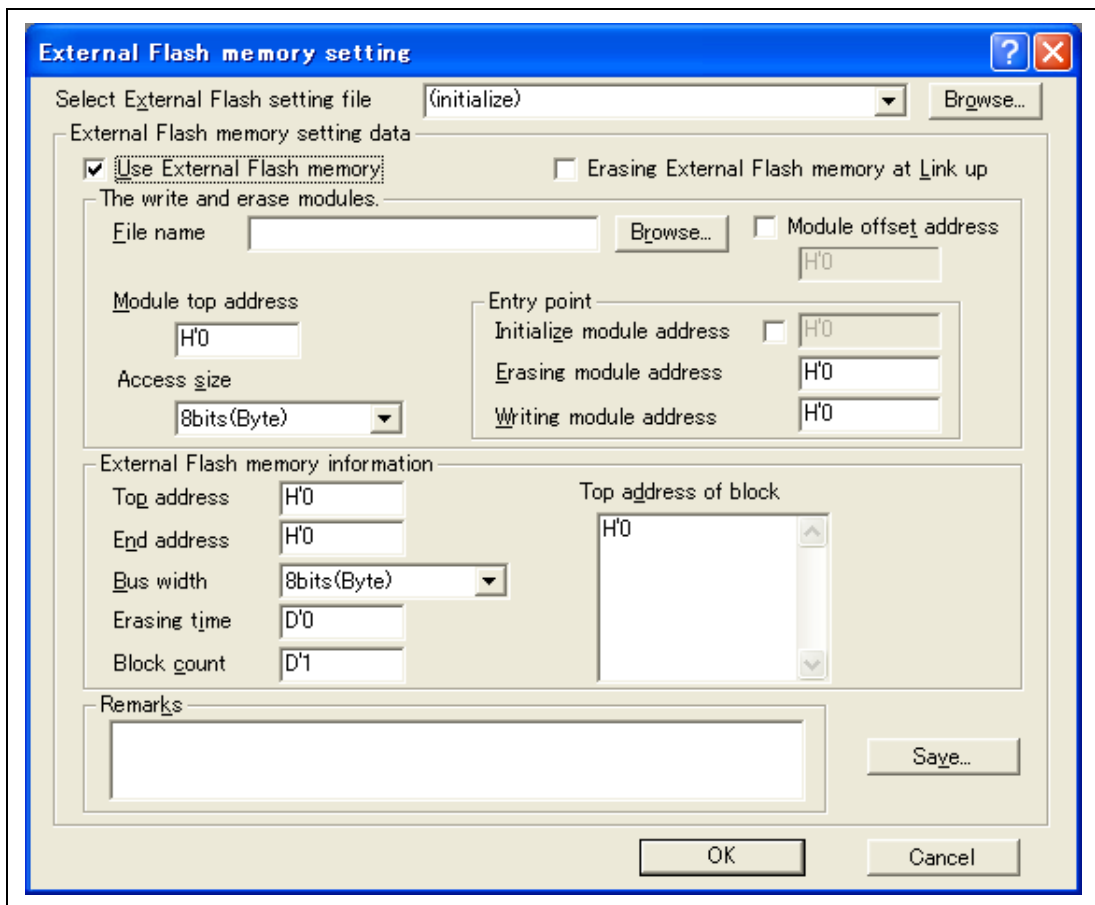 External Flash memory setting
Select External Flash setting file (initialize) Browse...
External Flash memory setting data
Use External Flash memory Erasing External Flash memory at Link up
The write and erase modules.
File name Browse... Module offset address
H'0
Module top address
H'0
Entry point
Initialize module address H'0
Access size
8bits(Byte)
Erasing module address H'0
Writing module address H'0
External Flash memory information
Top address H'0
End address H'0
Bus width 8bits(Byte)
Erasing time D'0
Block count D'1
Top address of block
H'0
Remarks
Save...
OK Cancel